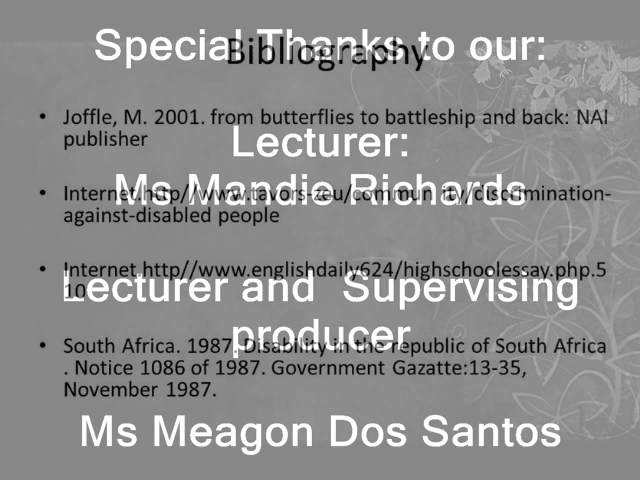 Special Thanks to our:
Bibliography
• Joffle, M. 2001. from butterflies to battleship and back: NAI
publisher
Lecturer:
Ms Mandie Richards
• Internet.http//www. /discrimination-
against-disabled people
• Internet.http//www.englishdaily624/highschoolessay.php.5
10
Lecturer and Supervising
producer
• South Africa. 1987. Disability in the republic of South Africa
. Notice 1086 of 1987. Government Gazatte:13-35,
November 1987.
Ms Meagon Dos Santos